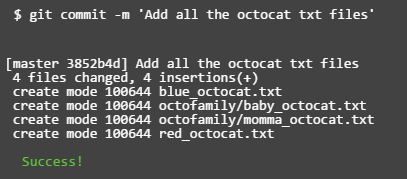 $ git commit -m 'Add all the octocat txt files'
[master 3852b4d] Add all the octocat txt files
4 files changed, 4 insertions(+)
create mode 100644 blue_octocat.txt
create mode 100644 octofamily/baby_octocat.txt
create mode 100644 octofamily/momma_octocat.txt
create mode 100644 red_octocat.txt
Success!